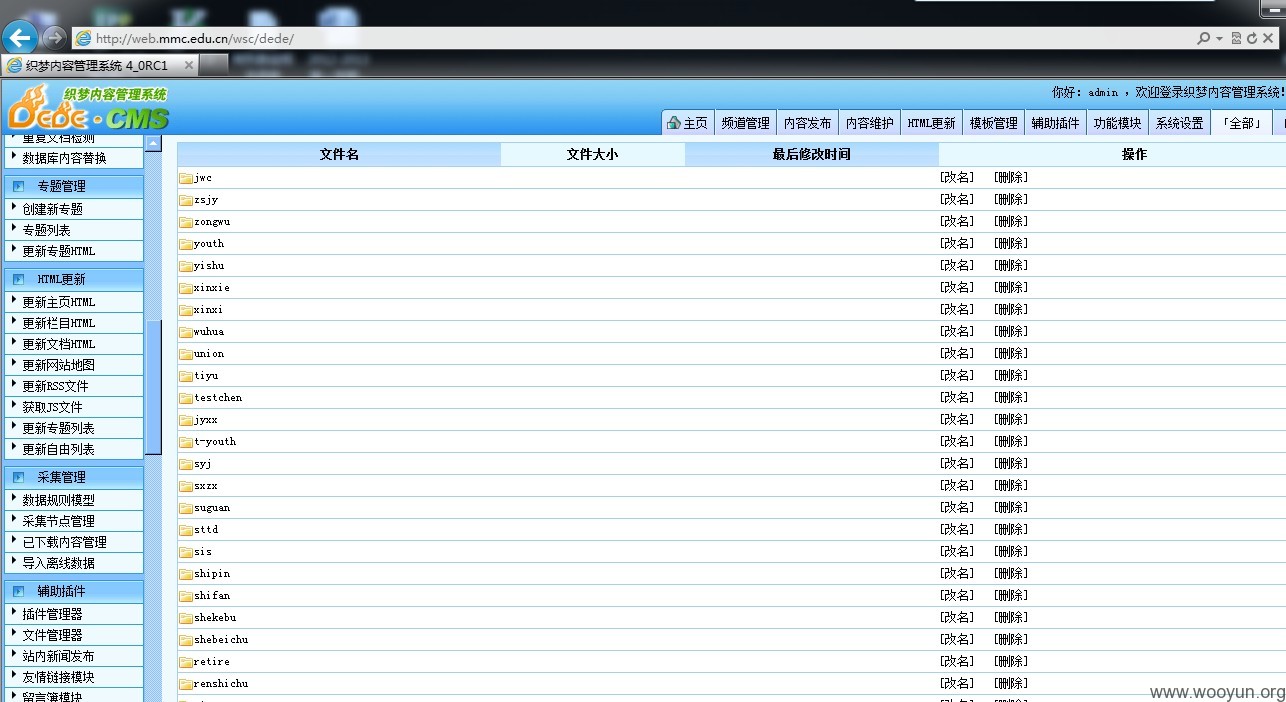 http://web.mmc.edu.cn/wsc/dede/
织梦内容管理系统 4_0RC1
织梦内容管理系统
DEDE·CMS
你好：admin ，欢迎登录织梦内容管理系统！
主页 频道管理 内容发布 内容维护 HTML更新 模板管理 辅助插件 功能模块 系统设置 「全部」
重复文档检测
数据库内容替换
专题管理
创建新专题
专题列表
更新专题HTML
HTML更新
更新主页HTML
更新栏目HTML
更新文档HTML
更新网站地图
更新RSS文件
获取JS文件
更新专题列表
更新自由列表
采集管理
数据规则模型
采集节点管理
已下载内容管理
导入离线数据
辅助插件
插件管理器
文件管理器
站内新闻发布
友情链接模块
留言簿模块
文件名 文件大小 最后修改时间 操作
jwc [改名] [删除]
zsjy [改名] [删除]
zongwu [改名] [删除]
youth [改名] [删除]
yishu [改名] [删除]
xinxie [改名] [删除]
xinxi [改名] [删除]
wuhua [改名] [删除]
union [改名] [删除]
tiyu [改名] [删除]
testchen [改名] [删除]
jyxx [改名] [删除]
t-youth [改名] [删除]
syj [改名] [删除]
sxzx [改名] [删除]
suguan [改名] [删除]
sttd [改名] [删除]
sis [改名] [删除]
shipin [改名] [删除]
shifan [改名] [删除]
shekebu [改名] [删除]
shebeichu [改名] [删除]
retire [改名] [删除]
renshichu [改名] [删除]
www.wooyun.org